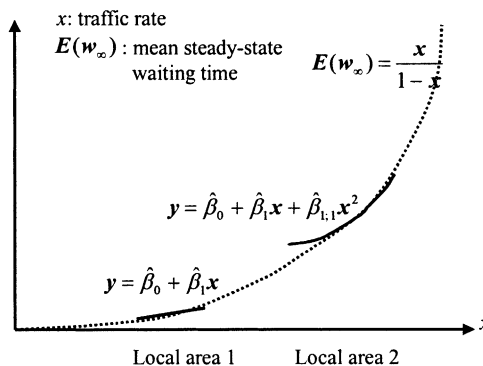 x: traffic rate
E(w∞) : mean steady-state
waiting time
E(w∞) = x / 1 − x
y = β̂0 + β̂1x + β̂1;1x²
y = β̂0 + β̂1x
x
Local area 1
Local area 2